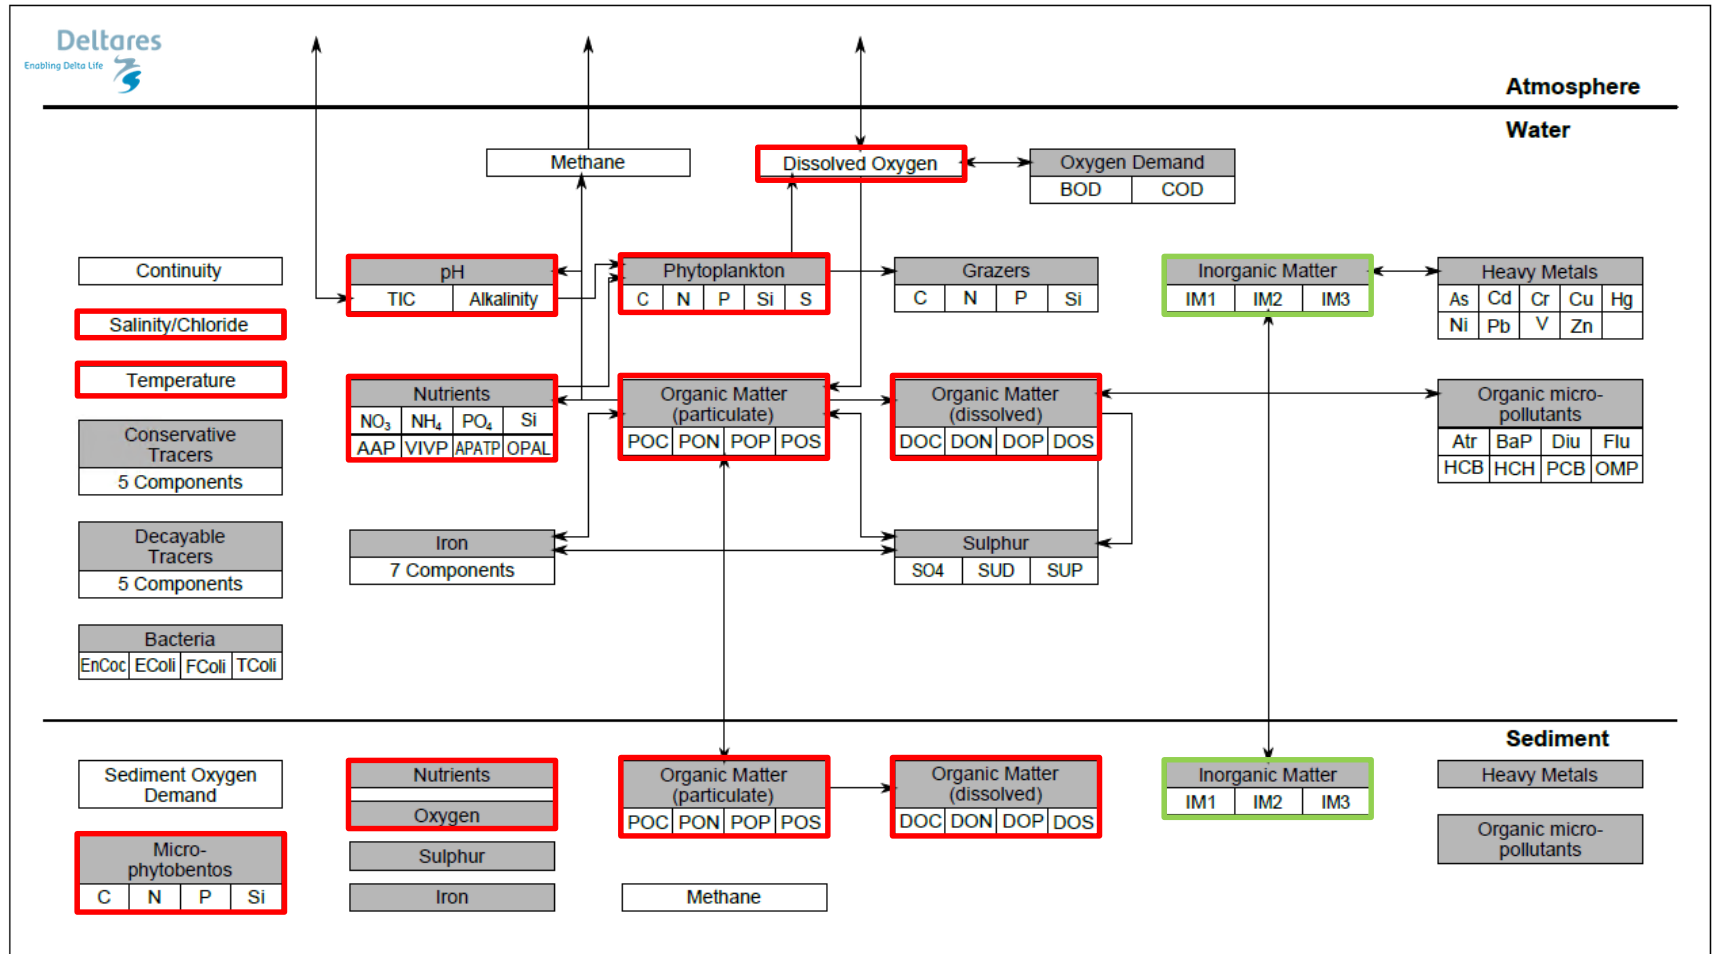 Deltares
Enabling Delta Life
Atmosphere
Water
Methane
Dissolved Oxygen
Oxygen Demand
BOD COD
Continuity
pH
TIC Alkalinity
Phytoplankton
C N P Si S
Grazers
C N P Si
Inorganic Matter
IM1 IM2 IM3
Heavy Metals
As Cd Cr Cu Hg
Ni Pb V Zn
Salinity/Chloride
Temperature
Nutrients
NO₃ NH₄ PO₄ Si
AAP VIVP APATP OPAL
Organic Matter
(particulate)
POC PON POP POS
Organic Matter
(dissolved)
DOC DON DOP DOS
Organic micro-
pollutants
Atr BaP Diu Flu
HCB HCH PCB OMP
Conservative
Tracers
5 Components
Decayable
Tracers
5 Components
Iron
7 Components
Sulphur
SO4 SUD SUP
Bacteria
EnCoc EColi FColi TColi
Sediment
Sediment Oxygen
Demand
Nutrients
Oxygen
Organic Matter
(particulate)
POC PON POP POS
Organic Matter
(dissolved)
DOC DON DOP DOS
Inorganic Matter
IM1 IM2 IM3
Heavy Metals
Micro-
phytobentos
C N P Si
Sulphur
Iron
Methane
Organic micro-
pollutants